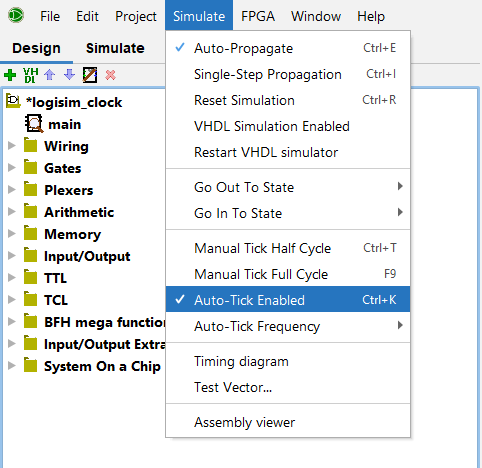 File Edit Project Simulate FPGA Window Help
Design Simulate
VH
DL
*logisim_clock
main
Wiring
Gates
Plexers
Arithmetic
Memory
Input/Output
TTL
TCL
BFH mega function
Input/Output Extra
System On a Chip
Auto-Propagate Ctrl+E
Single-Step Propagation Ctrl+I
Reset Simulation Ctrl+R
VHDL Simulation Enabled
Restart VHDL simulator
Go Out To State
Go In To State
Manual Tick Half Cycle Ctrl+T
Manual Tick Full Cycle F9
Auto-Tick Enabled Ctrl+K
Auto-Tick Frequency
Timing diagram
Test Vector...
Assembly viewer